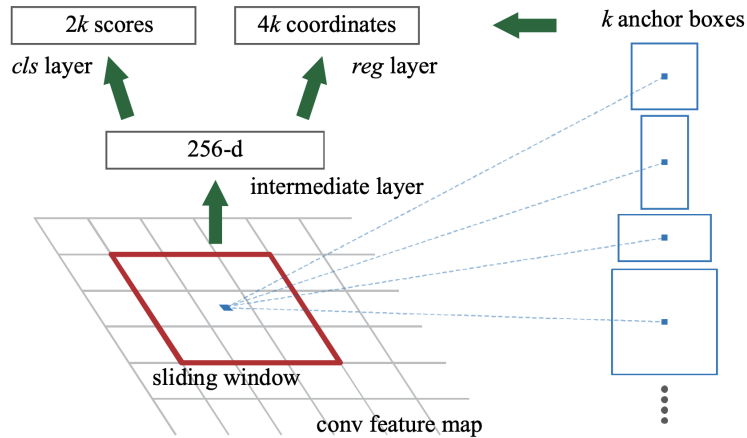 2k scores
4k coordinates
k anchor boxes
cls layer
reg layer
256-d
intermediate layer
sliding window
conv feature map